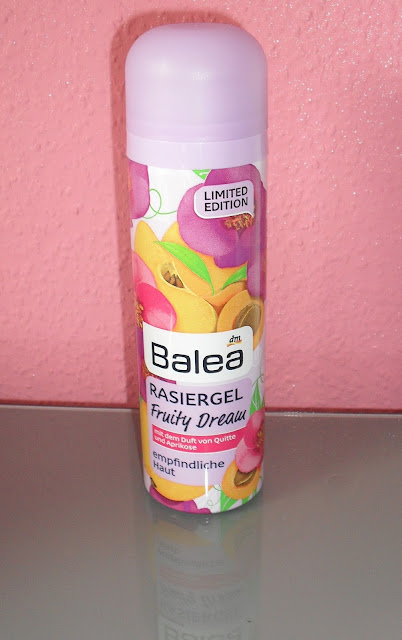 LIMITED
EDITION
dm
Balea
RASIERGEL
Fruity Dream
mit dem Duft von Quitte
und Aprikose
empfindliche
Haut